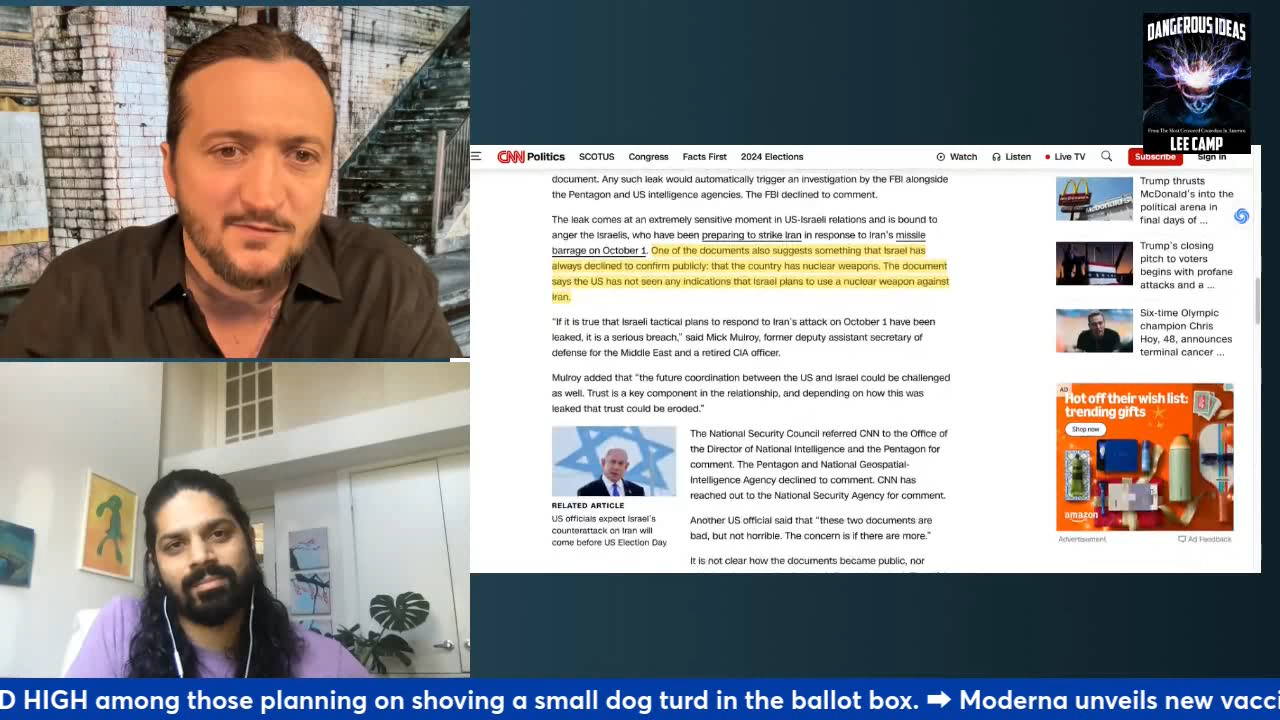 DANGEROUS IDEAS
From The Most Censored Comedian In America
LEE CAMP
CNN Politics SCOTUS Congress Facts First 2024 Elections Watch Listen Live TV Subscribe Sign in
document. Any such leak would automatically trigger an investigation by the FBI alongside
the Pentagon and US intelligence agencies. The FBI declined to comment.
The leak comes at an extremely sensitive moment in US-Israeli relations and is bound to
anger the Israelis, who have been preparing to strike Iran in response to Iran's missile
barrage on October 1. One of the documents also suggests something that Israel has
always declined to confirm publicly: that the country has nuclear weapons. The document
says the US has not seen any indications that Israel plans to use a nuclear weapon against
Iran.
"If it is true that Israeli tactical plans to respond to Iran's attack on October 1 have been
leaked, it is a serious breach," said Mick Mulroy, former deputy assistant secretary of
defense for the Middle East and a retired CIA officer.
Mulroy added that "the future coordination between the US and Israel could be challenged
as well. Trust is a key component in the relationship, and depending on how this was
leaked that trust could be eroded."
RELATED ARTICLE
US officials expect Israel's
counterattack on Iran will
come before US Election Day
The National Security Council referred CNN to the Office of
the Director of National Intelligence and the Pentagon for
comment. The Pentagon and National Geospatial-
Intelligence Agency declined to comment. CNN has
reached out to the National Security Agency for comment.
Another US official said that "these two documents are
bad, but not horrible. The concern is if there are more."
It is not clear how the documents became public, nor
Trump thrusts
McDonald's into the
political arena in
final days of ...
Trump's closing
pitch to voters
begins with profane
attacks and a ...
Six-time Olympic
champion Chris
Hoy, 48, announces
terminal cancer ...
AD
Hot off their wish list:
trending gifts
Shop now
amazon
Advertisement Ad Feedback
D HIGH among those planning on shoving a small dog turd in the ballot box. ➡ Moderna unveils new vacci